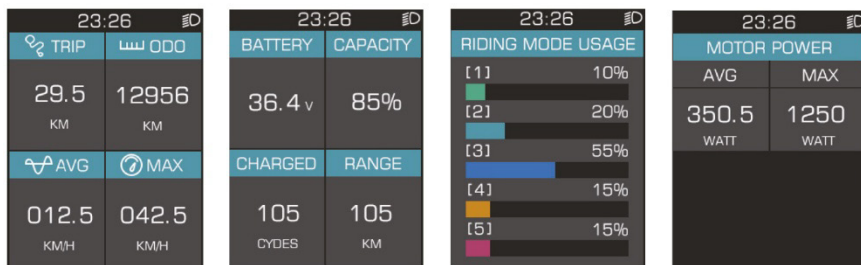 23:26
TRIP ODO
29.5 12956
KM KM
AVG MAX
012.5 042.5
KM/H KM/H
23:26
BATTERY CAPACITY
36.4 v 85%
CHARGED RANGE
105 105
CYDES KM
23:26
RIDING MODE USAGE
[1] 10%
[2] 20%
[3] 55%
[4] 15%
[5] 15%
23:26
MOTOR POWER
AVG MAX
350.5 1250
WATT WATT